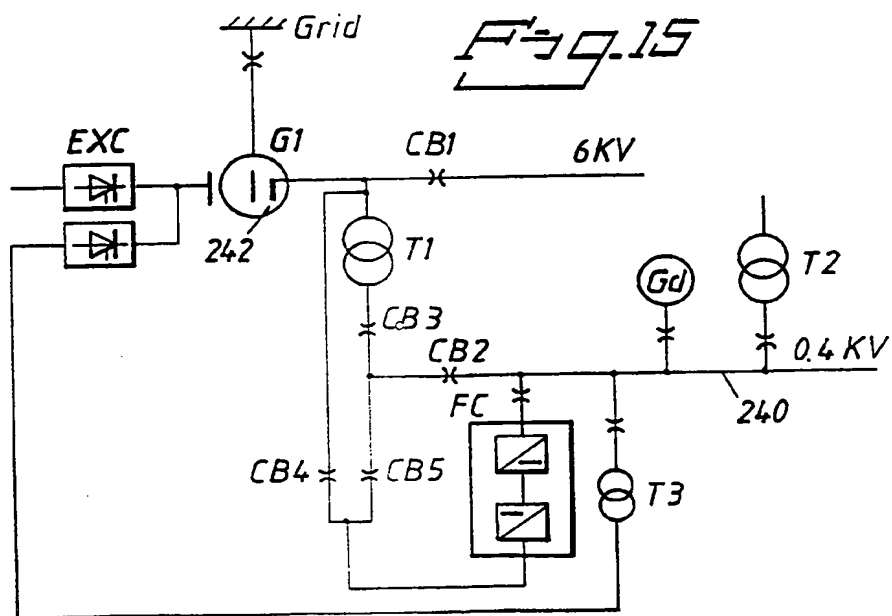 Grid
Fig. 15
EXC
G1
CB1
6KV
242
T1
Gd
T2
CB3
CB2
0.4 KV
FC
240
CB4
CB5
T3